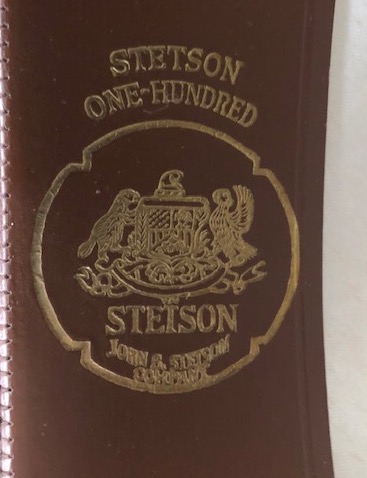 STETSON
ONE-HUNDRED
STETSON
JOHN B. STETSON
COMPANY